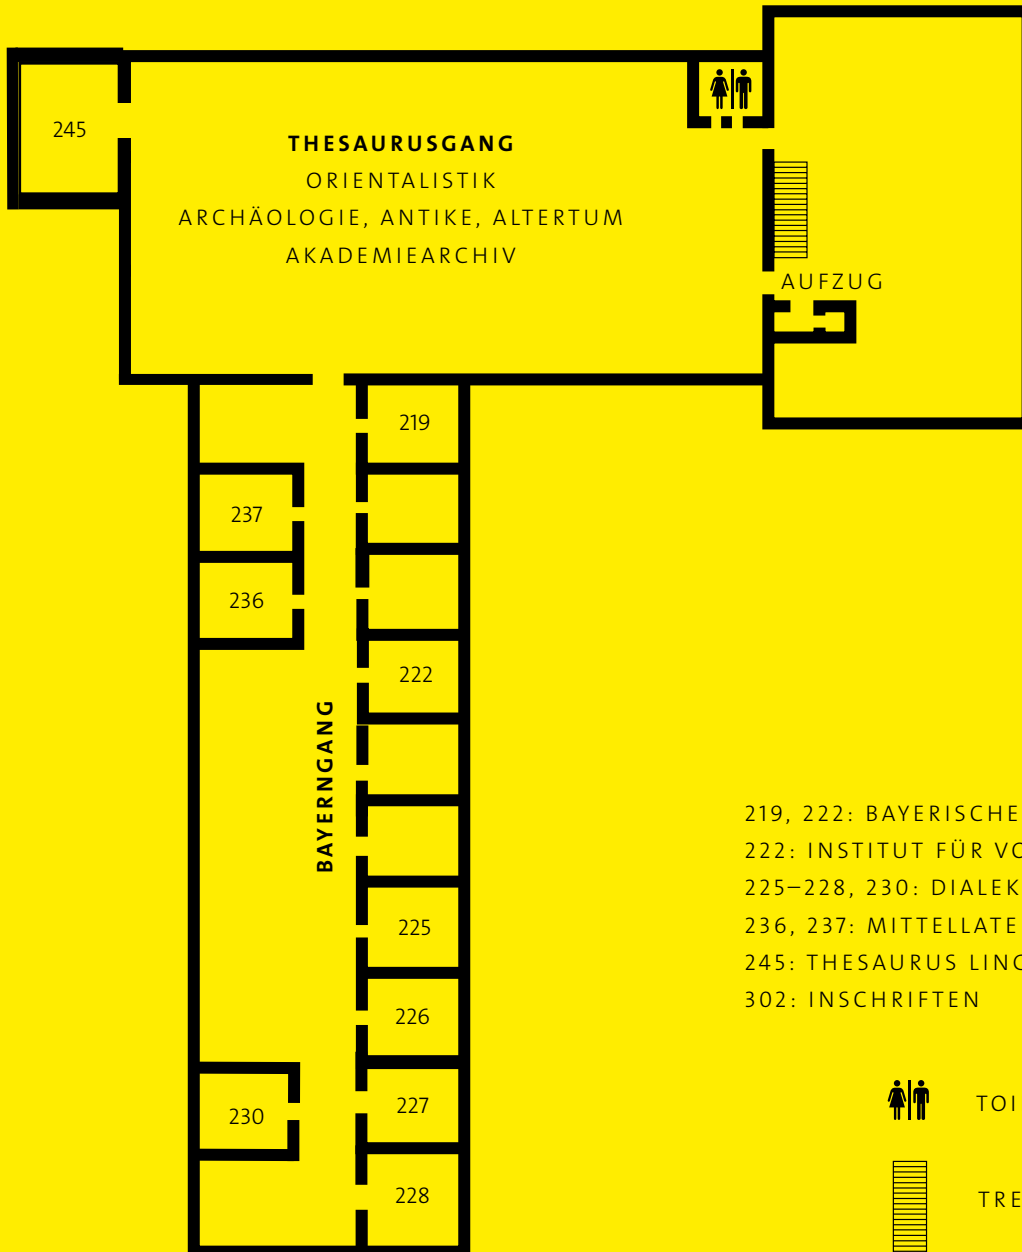 245
THESAURUSGANG
ORIENTALISTIK
ARCHÄOLOGIE, ANTIKE, ALTERTUM
AKADEMIEARCHIV
AUFZUG
219
237
236
222
BAYERNGANG
225
226
227
230
228
219, 222: BAYERISCHE
222: INSTITUT FÜR VO
225–228, 230: DIALEK
236, 237: MITTELLATE
245: THESAURUS LING
302: INSCHRIFTEN
TOI
TRE